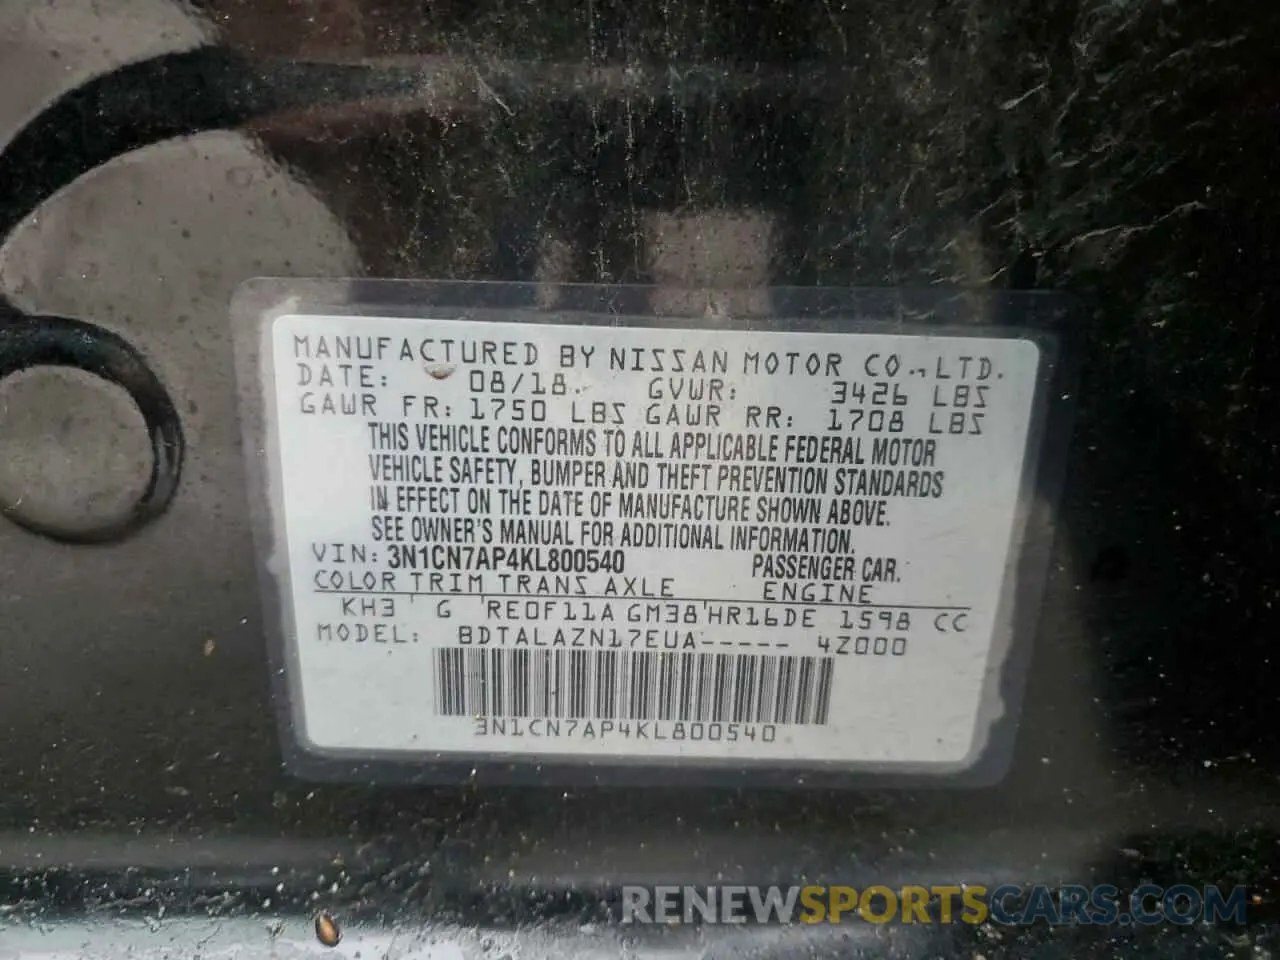 MANUFACTURED BY NISSAN MOTOR CO.,LTD.
DATE: 08/18 GVWR: 3426 LBS
GAWR FR: 1750 LBS GAWR RR: 1708 LBS
THIS VEHICLE CONFORMS TO ALL APPLICABLE FEDERAL MOTOR
VEHICLE SAFETY, BUMPER AND THEFT PREVENTION STANDARDS
IN EFFECT ON THE DATE OF MANUFACTURE SHOWN ABOVE.
SEE OWNER'S MANUAL FOR ADDITIONAL INFORMATION.
VIN: 3N1CN7AP4KL800540 PASSENGER CAR.
COLOR TRIM TRANS AXLE ENGINE
KH3 G RE0F11A GM38 HR16DE 1598 CC
MODEL: BDTALAZN17EUA----- 4Z000
3N1CN7AP4KL800540
RENEWSPORTSCARS.COM